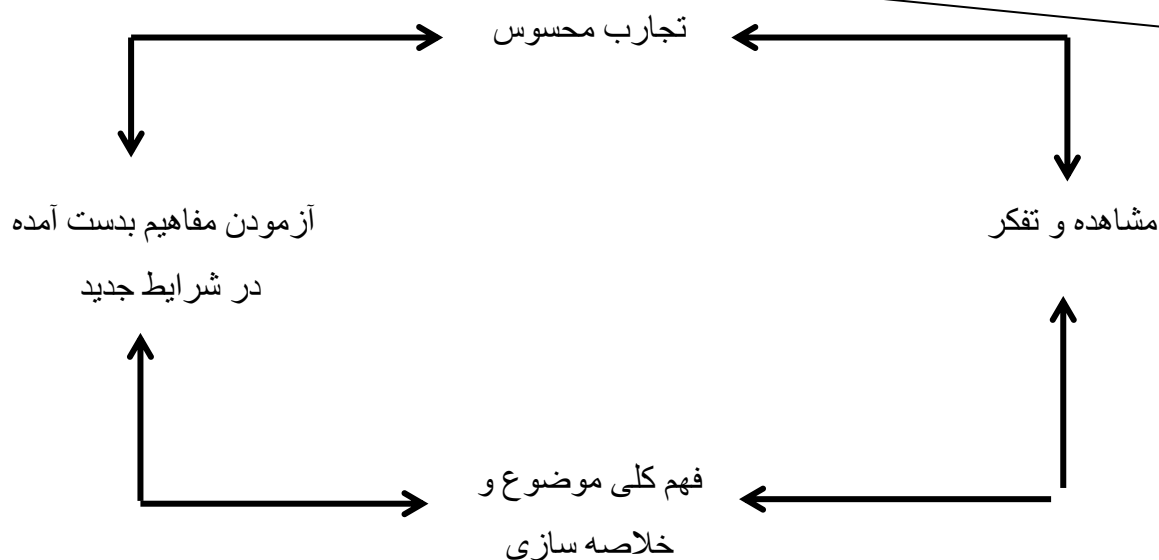 تجارب محسوس
مشاهده و تفکر
آزمودن مفاهیم بدست آمده
در شرایط جدید
فهم کلی موضوع و
خلاصه سازی